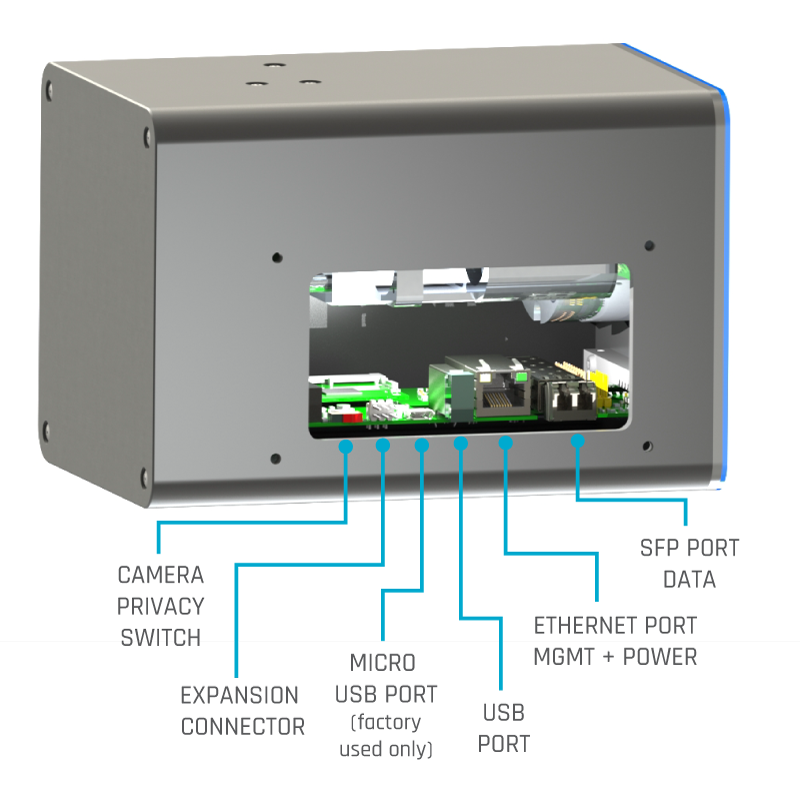 CAMERA
PRIVACY
SWITCH
EXPANSION
CONNECTOR
MICRO
USB PORT
(factory
used only)
USB
PORT
ETHERNET PORT
MGMT + POWER
SFP PORT
DATA